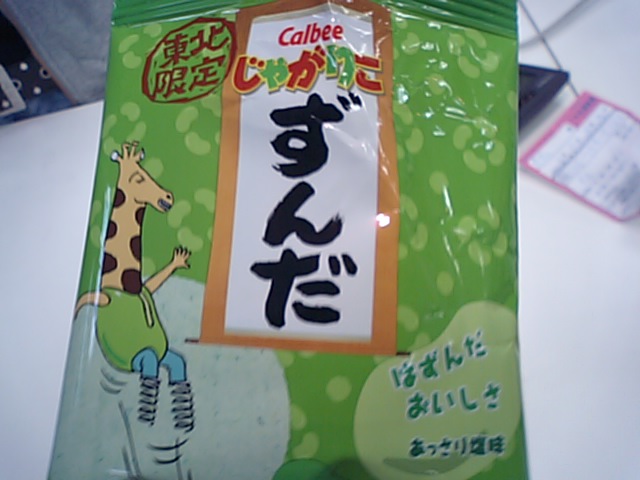 東北
限定
Calbee
じゃがりこ
ずんだ
はずんだ
おいしさ
あっさり塩味